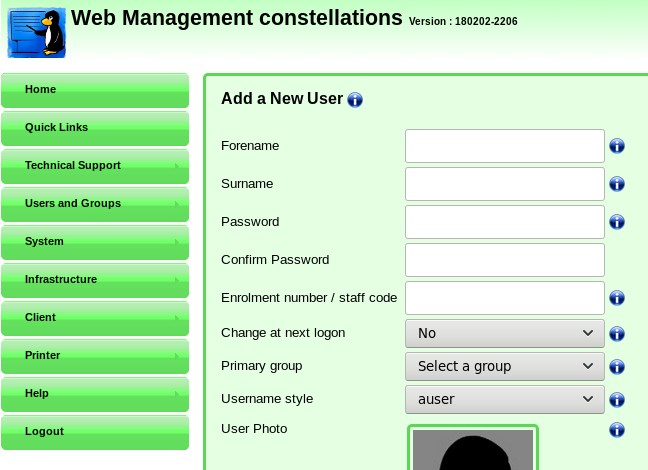 Web Management constellations Version : 180202-2206
Home
Quick Links
Technical Support
Users and Groups
System
Infrastructure
Client
Printer
Help
Logout
Add a New User
Forename
Surname
Password
Confirm Password
Enrolment number / staff code
Change at next logon No
Primary group Select a group
Username style auser
User Photo